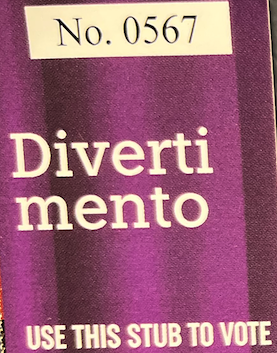 No. 0567
Diverti
mento
USE THIS STUB TO VOTE